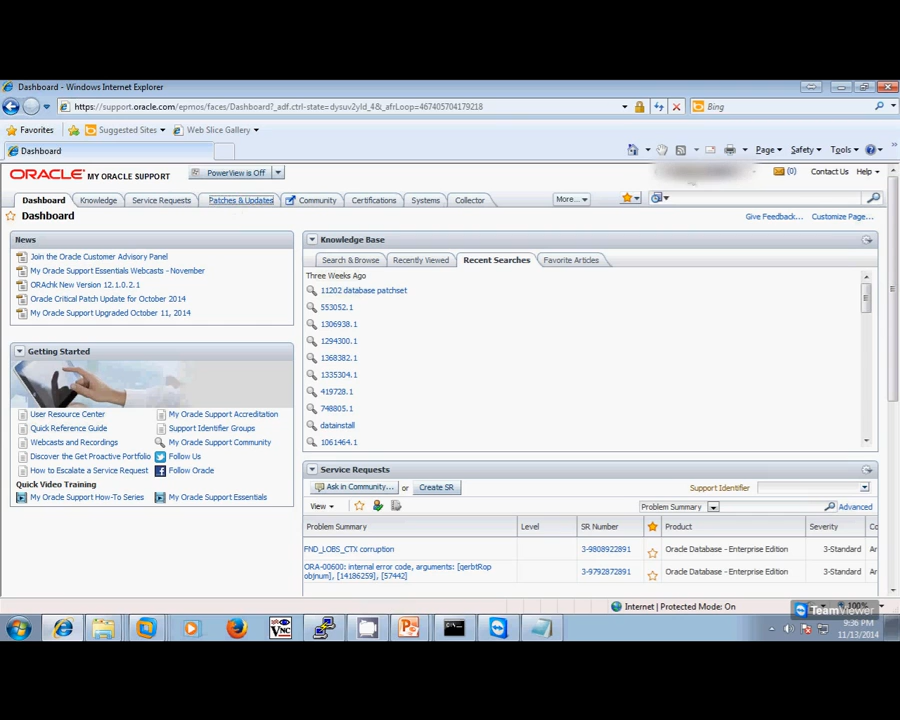 Dashboard - Windows Internet Explorer
https://support.oracle.com/epmos/faces/Dashboard?_adf.ctrl-state=dysuv2yld_4&_afrLoop=467405704179218
Bing
Favorites
Suggested Sites
Web Slice Gallery
Dashboard
Page
Safety
Tools
ORACLE MY ORACLE SUPPORT
PowerView is Off
(0)
Contact Us
Help
Dashboard
Knowledge
Service Requests
Patches & Updates
Community
Certifications
Systems
Collector
More...
Dashboard
Give Feedback...
Customize Page...
News
Join the Oracle Customer Advisory Panel
My Oracle Support Essentials Webcasts - November
ORAchk New Version 12.1.0.2.1
Oracle Critical Patch Update for October 2014
My Oracle Support Upgraded October 11, 2014
Getting Started
User Resource Center
My Oracle Support Accreditation
Quick Reference Guide
Support Identifier Groups
Webcasts and Recordings
My Oracle Support Community
Discover the Get Proactive Portfolio
Follow Us
How to Escalate a Service Request
Follow Oracle
Quick Video Training
My Oracle Support How-To Series
My Oracle Support Essentials
Knowledge Base
Search & Browse
Recently Viewed
Recent Searches
Favorite Articles
Three Weeks Ago
11202 database patchset
553052.1
1306938.1
1294300.1
1368382.1
1335304.1
419728.1
748805.1
datainstall
1061464.1
Service Requests
Ask in Community...
or
Create SR
Support Identifier
View
Problem Summary
Advanced
Problem Summary
Level
SR Number
Product
Severity
Co
FND_LOBS_CTX corruption
3-9808922891
Oracle Database - Enterprise Edition
3-Standard
Ar
ORA-00600: internal error code, arguments: [qerbtRop
objnum], [14186259], [57442]
3-9792872891
Oracle Database - Enterprise Edition
3-Standard
Ar
Internet | Protected Mode: On
100%
TeamViewer
VNC
9:36 PM
11/13/2014